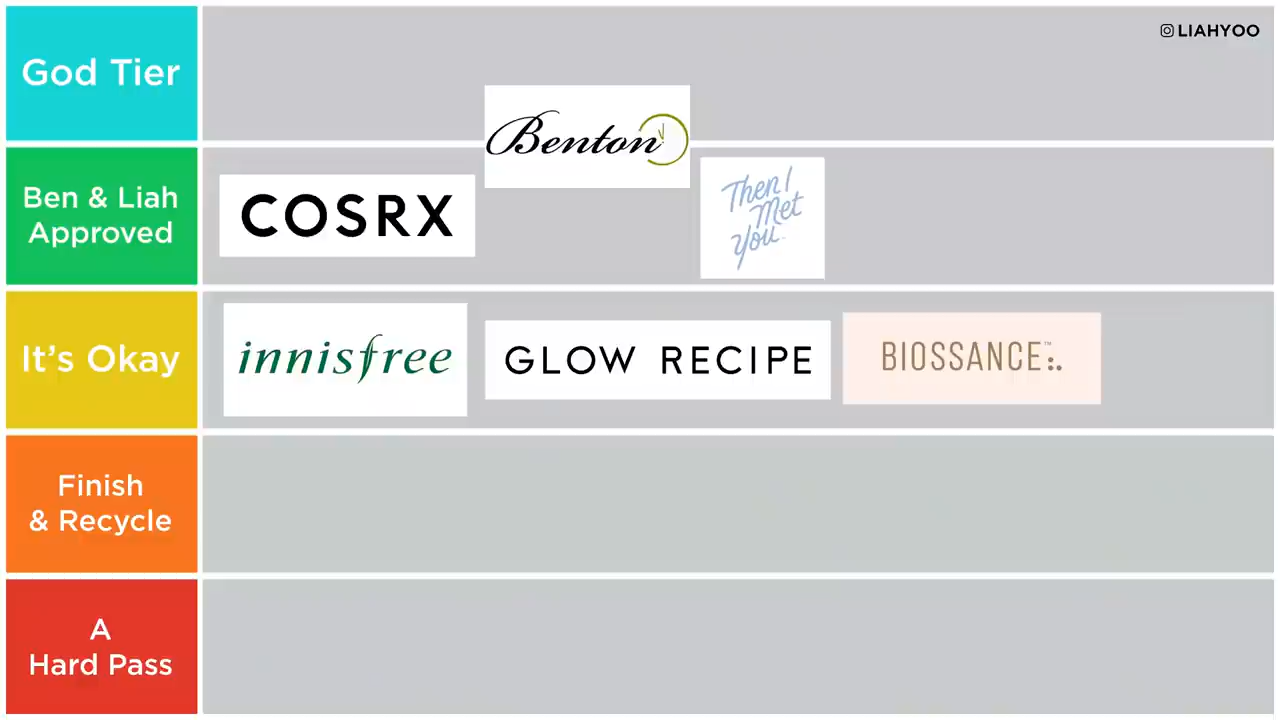 God Tier
LIAHYOO
Benton
Ben & Liah
Approved
COSRX
Then I
Met
You.
It's Okay
innisfree
GLOW RECIPE
BIOSSANCE™
Finish
& Recycle
A
Hard Pass